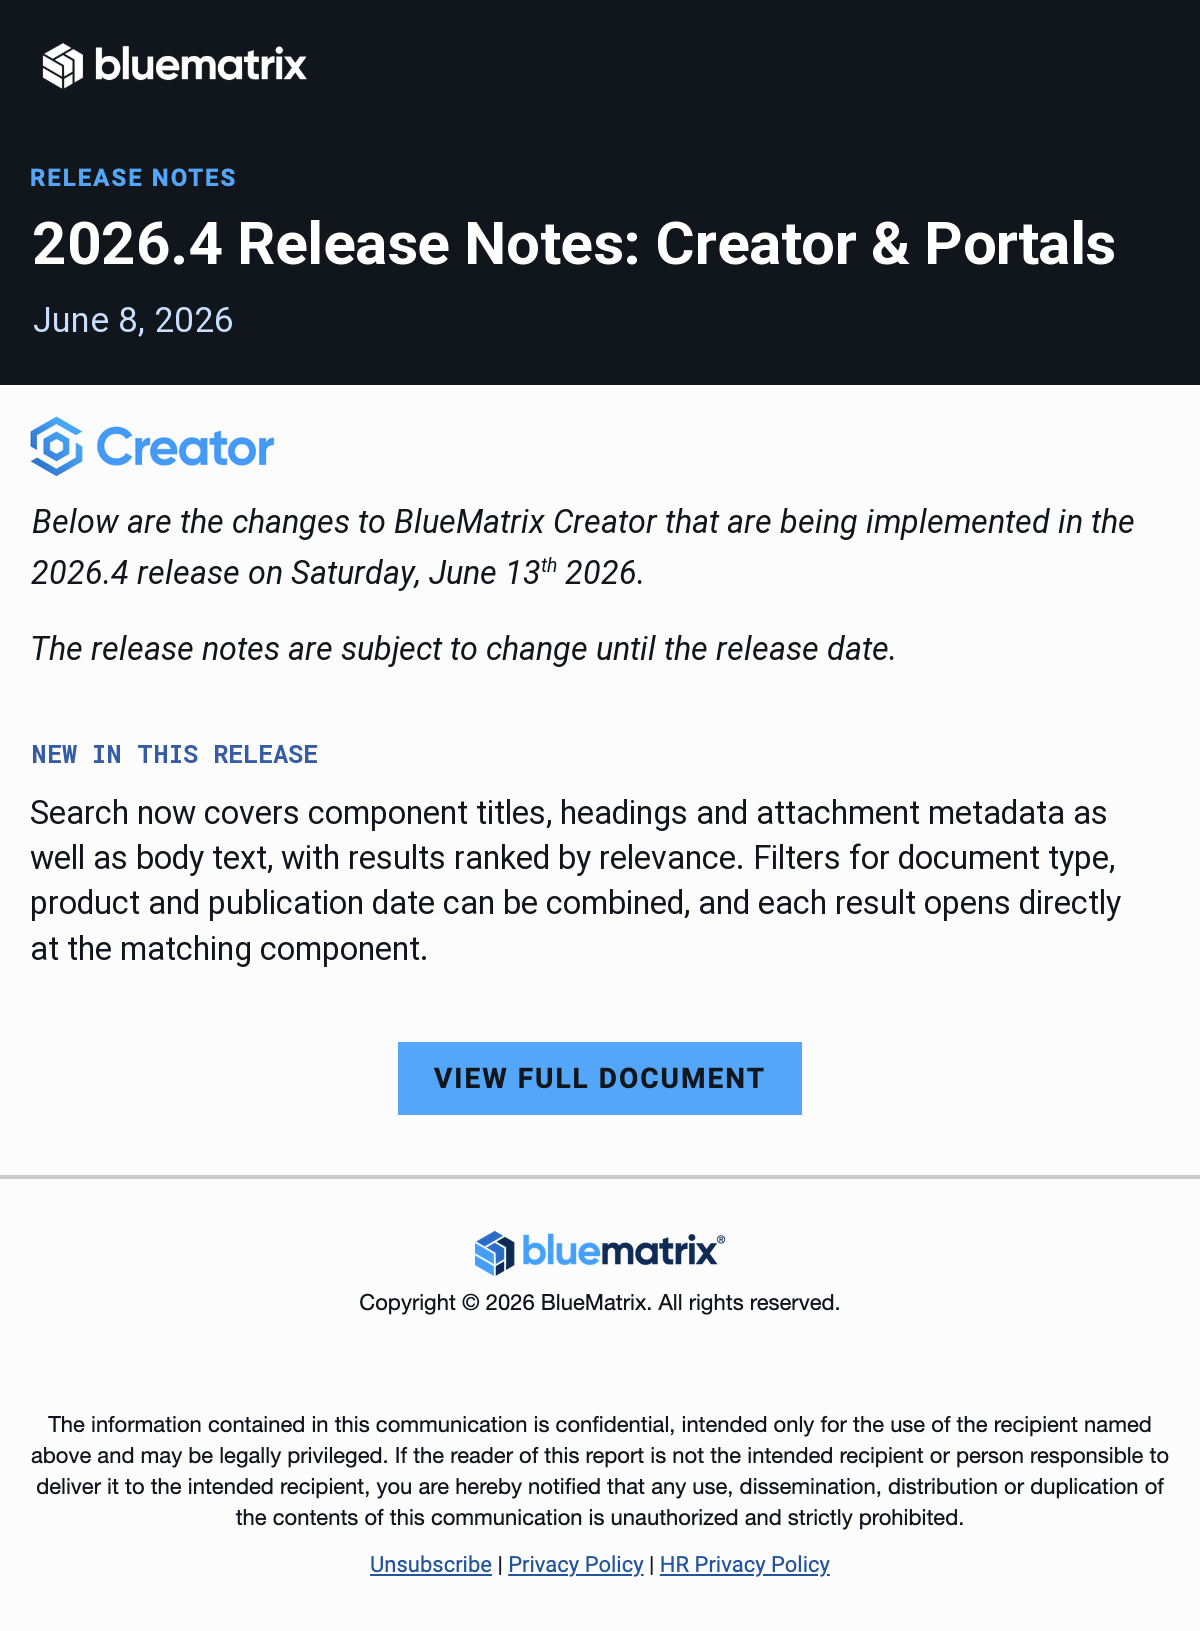 bluematrix
RELEASE NOTES
2026.4 Release Notes: Creator & Portals
June 8, 2026
Creator
Below are the changes to BlueMatrix Creator that are being implemented in the
2026.4 release on Saturday, June 13th 2026.
The release notes are subject to change until the release date.
NEW IN THIS RELEASE
Search now covers component titles, headings and attachment metadata as
well as body text, with results ranked by relevance. Filters for document type,
product and publication date can be combined, and each result opens directly
at the matching component.
VIEW FULL DOCUMENT
bluematrix®
Copyright © 2026 BlueMatrix. All rights reserved.
The information contained in this communication is confidential, intended only for the use of the recipient named
above and may be legally privileged. If the reader of this report is not the intended recipient or person responsible to
deliver it to the intended recipient, you are hereby notified that any use, dissemination, distribution or duplication of
the contents of this communication is unauthorized and strictly prohibited.
Unsubscribe | Privacy Policy | HR Privacy Policy